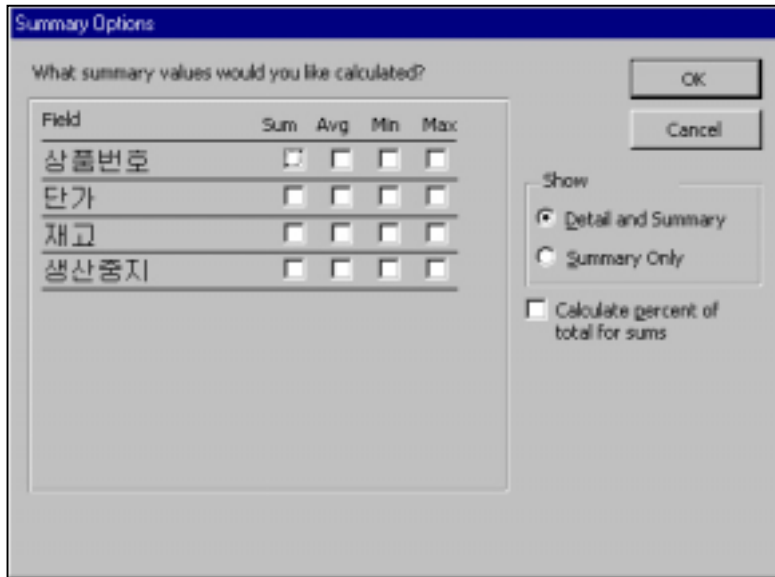 Summary Options
What summary values would you like calculated?
OK
Cancel
Field Sum Avg Min Max
상품번호
단가
재고
생산중지
Show
Detail and Summary
Summary Only
Calculate percent of
total for sums